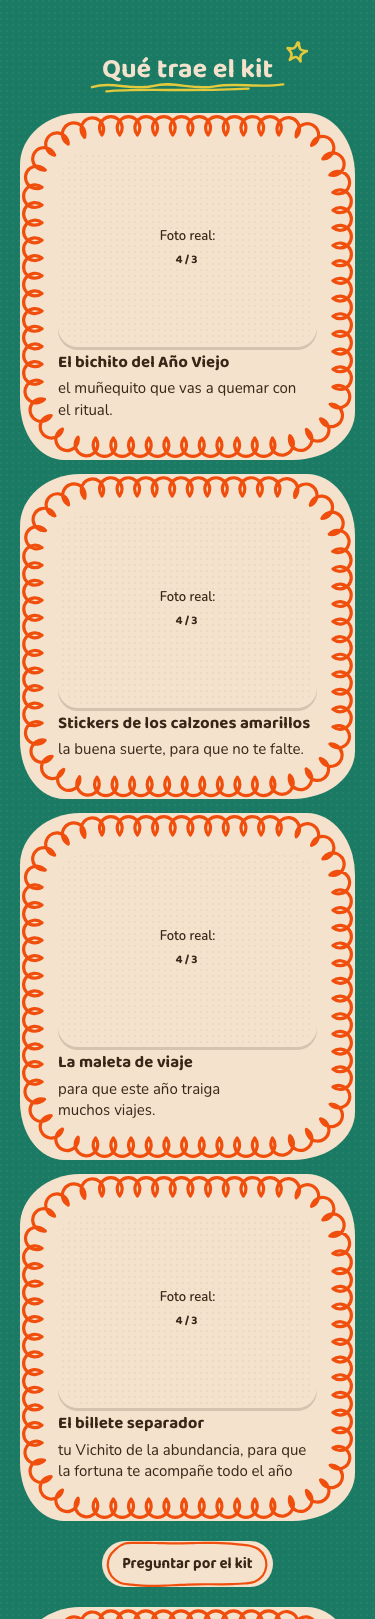 Qué trae el kit
Foto real:
4 / 3
El bichito del Año Viejo
el muñequito que vas a quemar con
el ritual.
Foto real:
4 / 3
Stickers de los calzones amarillos
la buena suerte, para que no te falte.
Foto real:
4 / 3
La maleta de viaje
para que este año traiga
muchos viajes.
Foto real:
4 / 3
El billete separador
tu Vichito de la abundancia, para que
la fortuna te acompañe todo el año
Preguntar por el kit